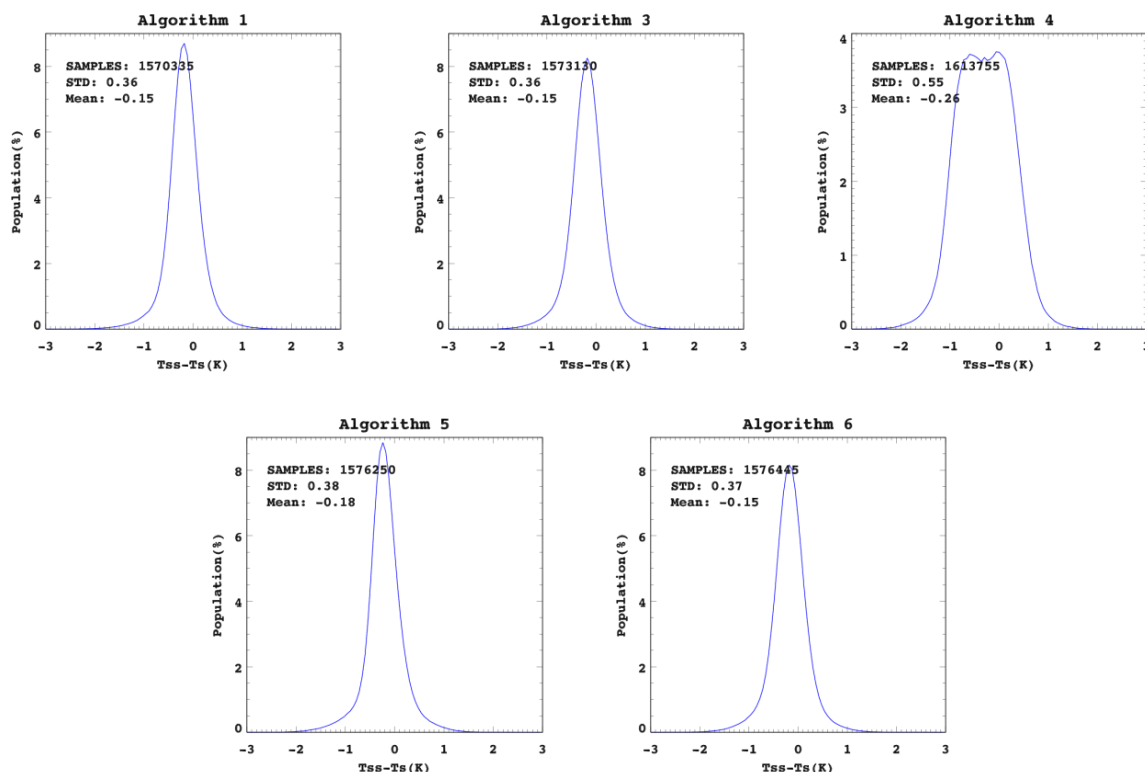 Algorithm 1
SAMPLES: 1570335
STD: 0.36
Mean: -0.15
Population(%)
8
6
4
2
0
-3 -2 -1 0 1 2 3
Tss-Ts(K)
Algorithm 3
SAMPLES: 1573130
STD: 0.36
Mean: -0.15
Population(%)
8
6
4
2
0
-3 -2 -1 0 1 2 3
Tss-Ts(K)
Algorithm 4
SAMPLES: 1613755
STD: 0.55
Mean: -0.26
Population(%)
4
3
2
1
0
-3 -2 -1 0 1 2 3
Tss-Ts(K)
Algorithm 5
SAMPLES: 1576250
STD: 0.38
Mean: -0.18
Population(%)
8
6
4
2
0
-3 -2 -1 0 1 2 3
Tss-Ts(K)
Algorithm 6
SAMPLES: 1576445
STD: 0.37
Mean: -0.15
Population(%)
8
6
4
2
0
-3 -2 -1 0 1 2 3
Tss-Ts(K)